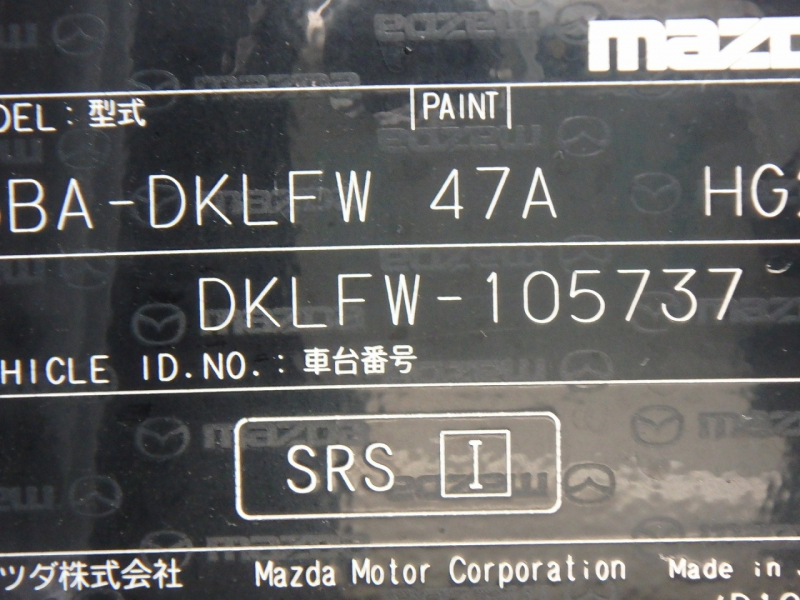 mazd
DEL: 型式 PAINT
BA-DKLFW 47A HG
DKLFW-105737
HICLE ID.NO.: 車台番号
SRS I
ツダ株式会社 Mazda Motor Corporation Made in